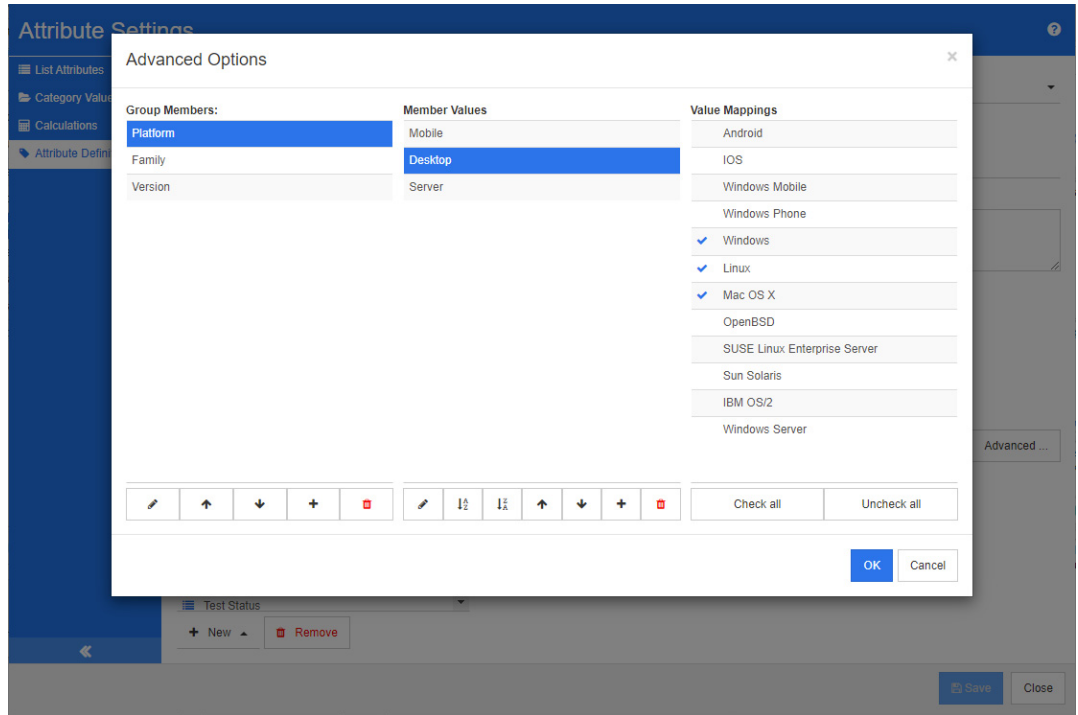 Attribute Settings
List Attributes
Category Value
Calculations
Attribute Defini
Advanced Options
Group Members:
Platform
Family
Version
Member Values
Mobile
Desktop
Server
Value Mappings
Android
IOS
Windows Mobile
Windows Phone
Windows
Linux
Mac OS X
OpenBSD
SUSE Linux Enterprise Server
Sun Solaris
IBM OS/2
Windows Server
Check all
Uncheck all
OK
Cancel
Advanced ...
Test Status
New
Remove
Save
Close